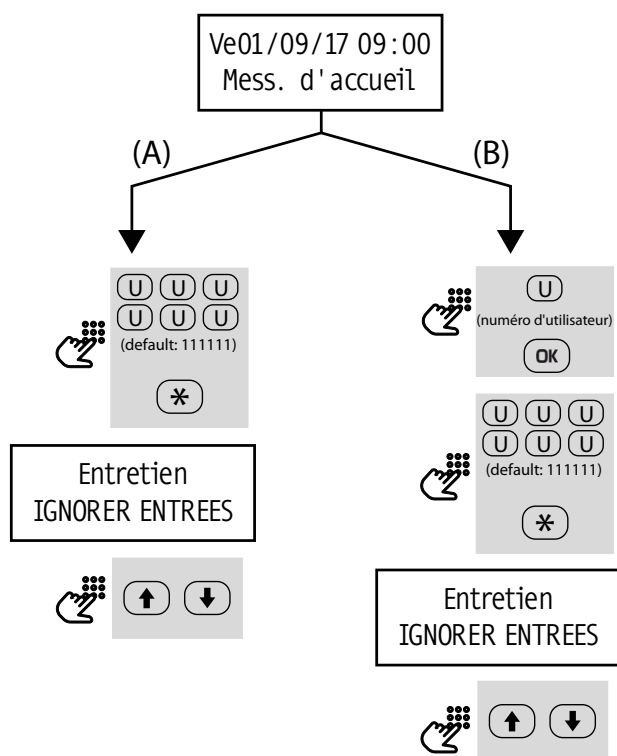 Ve01/09/17 09:00
Mess. d'accueil
(A)
U U U
U U U
(default: 111111)
*
Entretien
IGNORER ENTREES
(B)
U
(numéro d'utilisateur)
OK
U U U
U U U
(default: 111111)
*
Entretien
IGNORER ENTREES